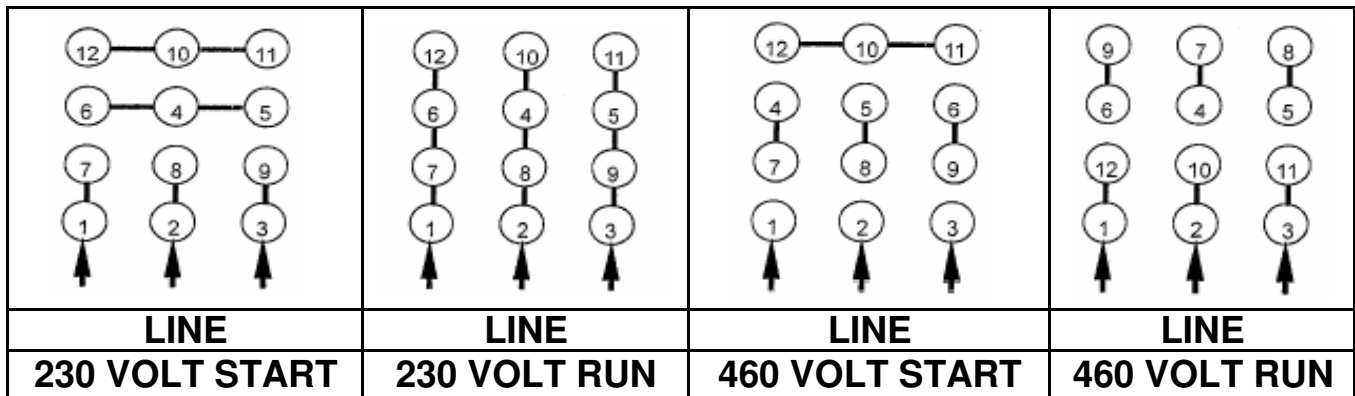 12 10 11
6 4 5
7 8 9
1 2 3
LINE
230 VOLT START
12 10 11
6 4 5
7 8 9
1 2 3
LINE
230 VOLT RUN
12 10 11
4 5 6
7 8 9
1 2 3
LINE
460 VOLT START
9 7 8
6 4 5
12 10 11
1 2 3
LINE
460 VOLT RUN